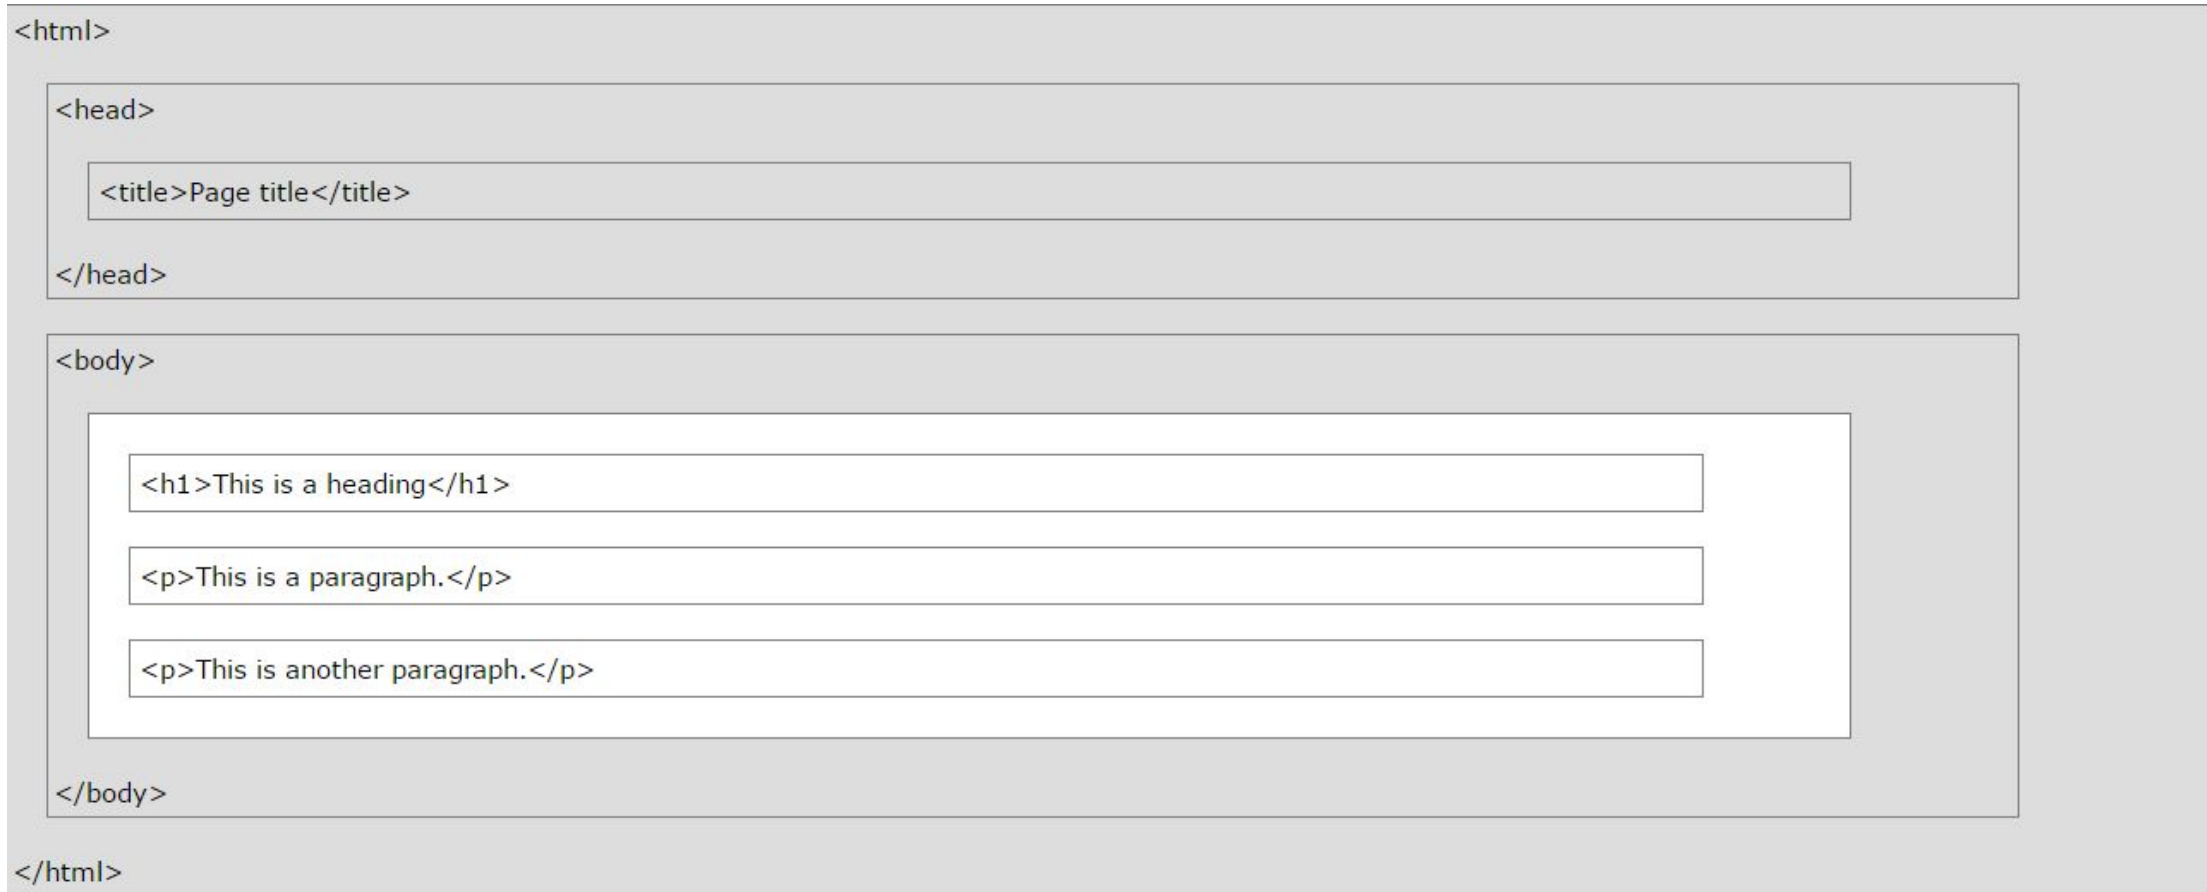 <html>
<head>
<title>Page title</title>
</head>
<body>
<h1>This is a heading</h1>
<p>This is a paragraph.</p>
<p>This is another paragraph.</p>
</body>
</html>